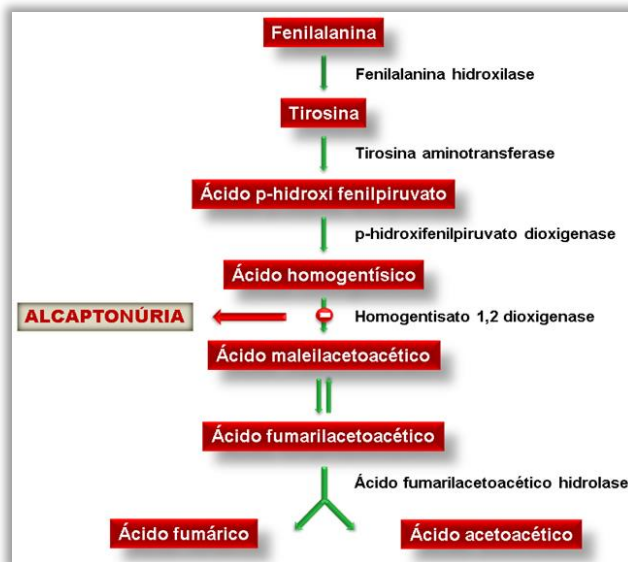 Fenilalanina
Fenilalanina hidroxilase
Tirosina
Tirosina aminotransferase
Ácido p-hidroxi fenilpiruvato
p-hidroxifenilpiruvato dioxigenase
Ácido homogentísico
ALCAPTONÚRIA
Homogentisato 1,2 dioxigenase
Ácido maleilacetoacético
Ácido fumarilacetoacético
Ácido fumarilacetoacético hidrolase
Ácido fumárico
Ácido acetoacético